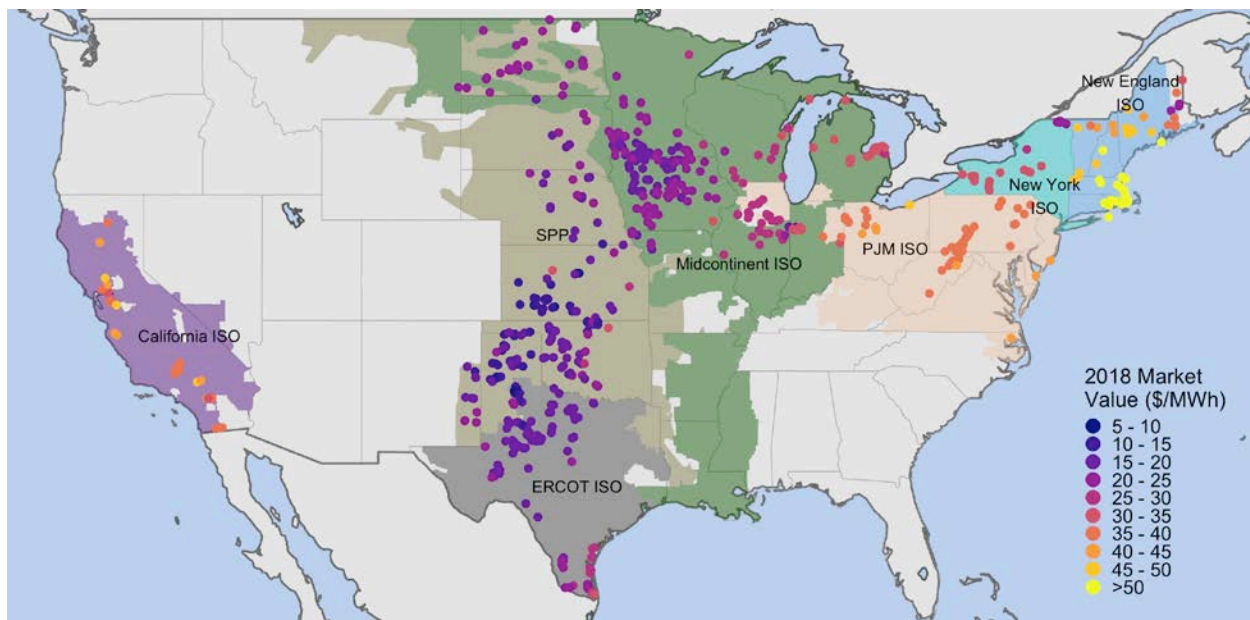 New England
ISO
New York
ISO
SPP
PJM ISO
Midcontinent ISO
California ISO
ERCOT ISO
2018 Market
Value ($/MWh)
5 - 10
10 - 15
15 - 20
20 - 25
25 - 30
30 - 35
35 - 40
40 - 45
45 - 50
>50